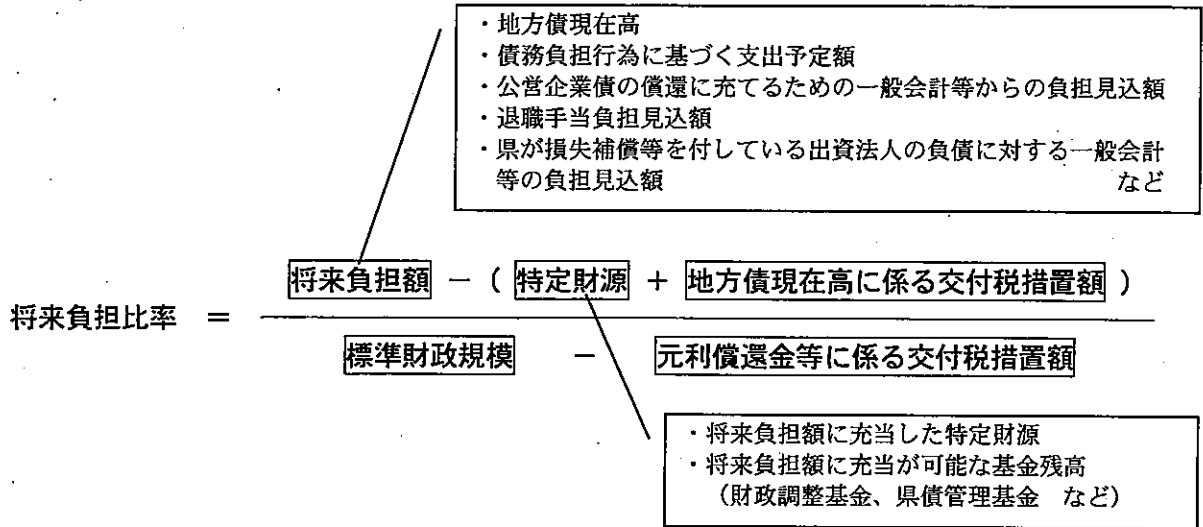 ・地方債現在高
・債務負担行為に基づく支出予定額
・公営企業債の償還に充てるための一般会計等からの負担見込額
・退職手当負担見込額
・県が損失補償等を付している出資法人の負債に対する一般会計
等の負担見込額 など
将来負担額 － （ 特定財源 ＋ 地方債現在高に係る交付税措置額 ）
将来負担比率 ＝
標準財政規模 － 元利償還金等に係る交付税措置額
・将来負担額に充当した特定財源
・将来負担額に充当が可能な基金残高
（財政調整基金、県債管理基金 など）